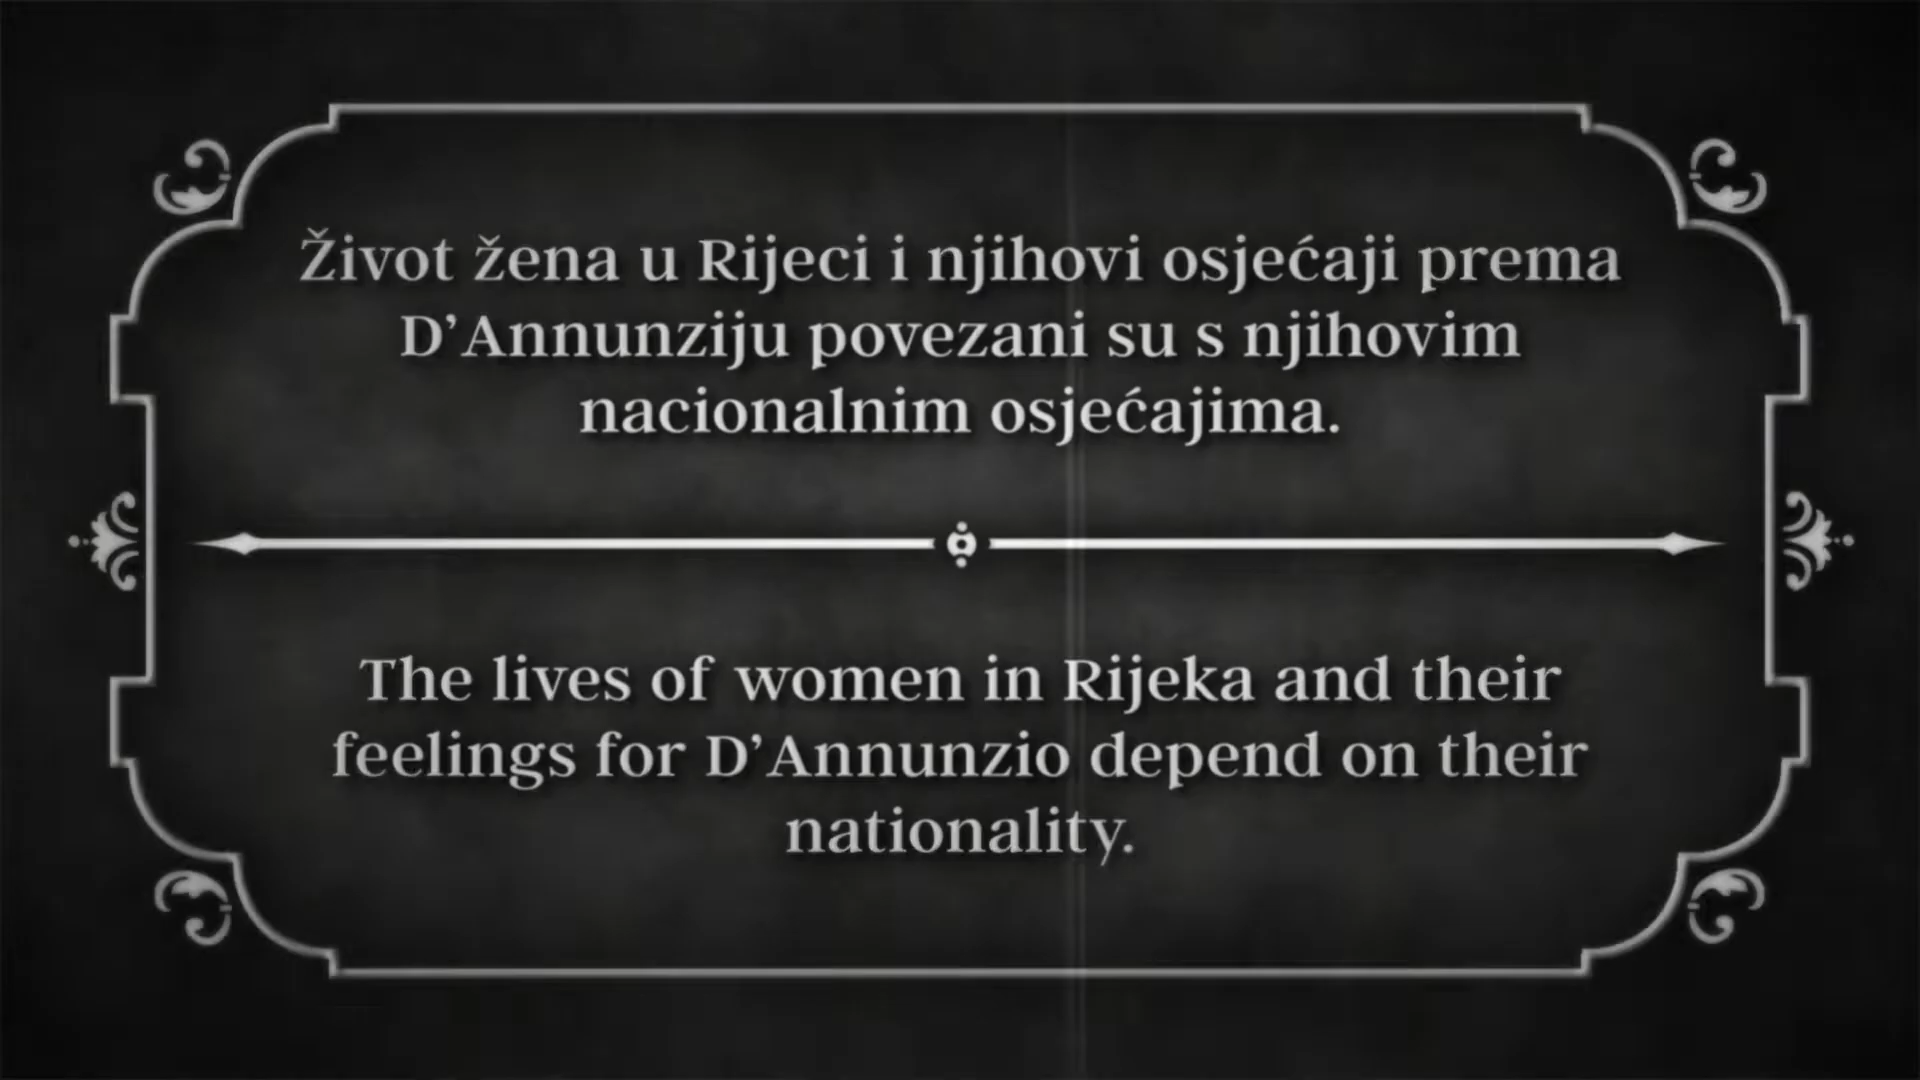 Život žena u Rijeci i njihovi osjećaji prema
D’Annunziju povezani su s njihovim
nacionalnim osjećajima.
The lives of women in Rijeka and their
feelings for D’Annunzio depend on their
nationality.